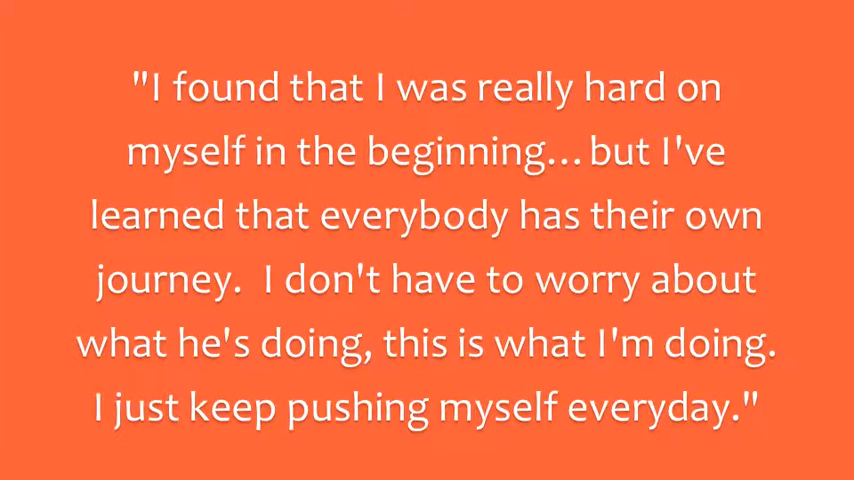 "I found that I was really hard on
myself in the beginning...but I've
learned that everybody has their own
journey.  I don't have to worry about
what he's doing, this is what I'm doing.
I just keep pushing myself everyday."